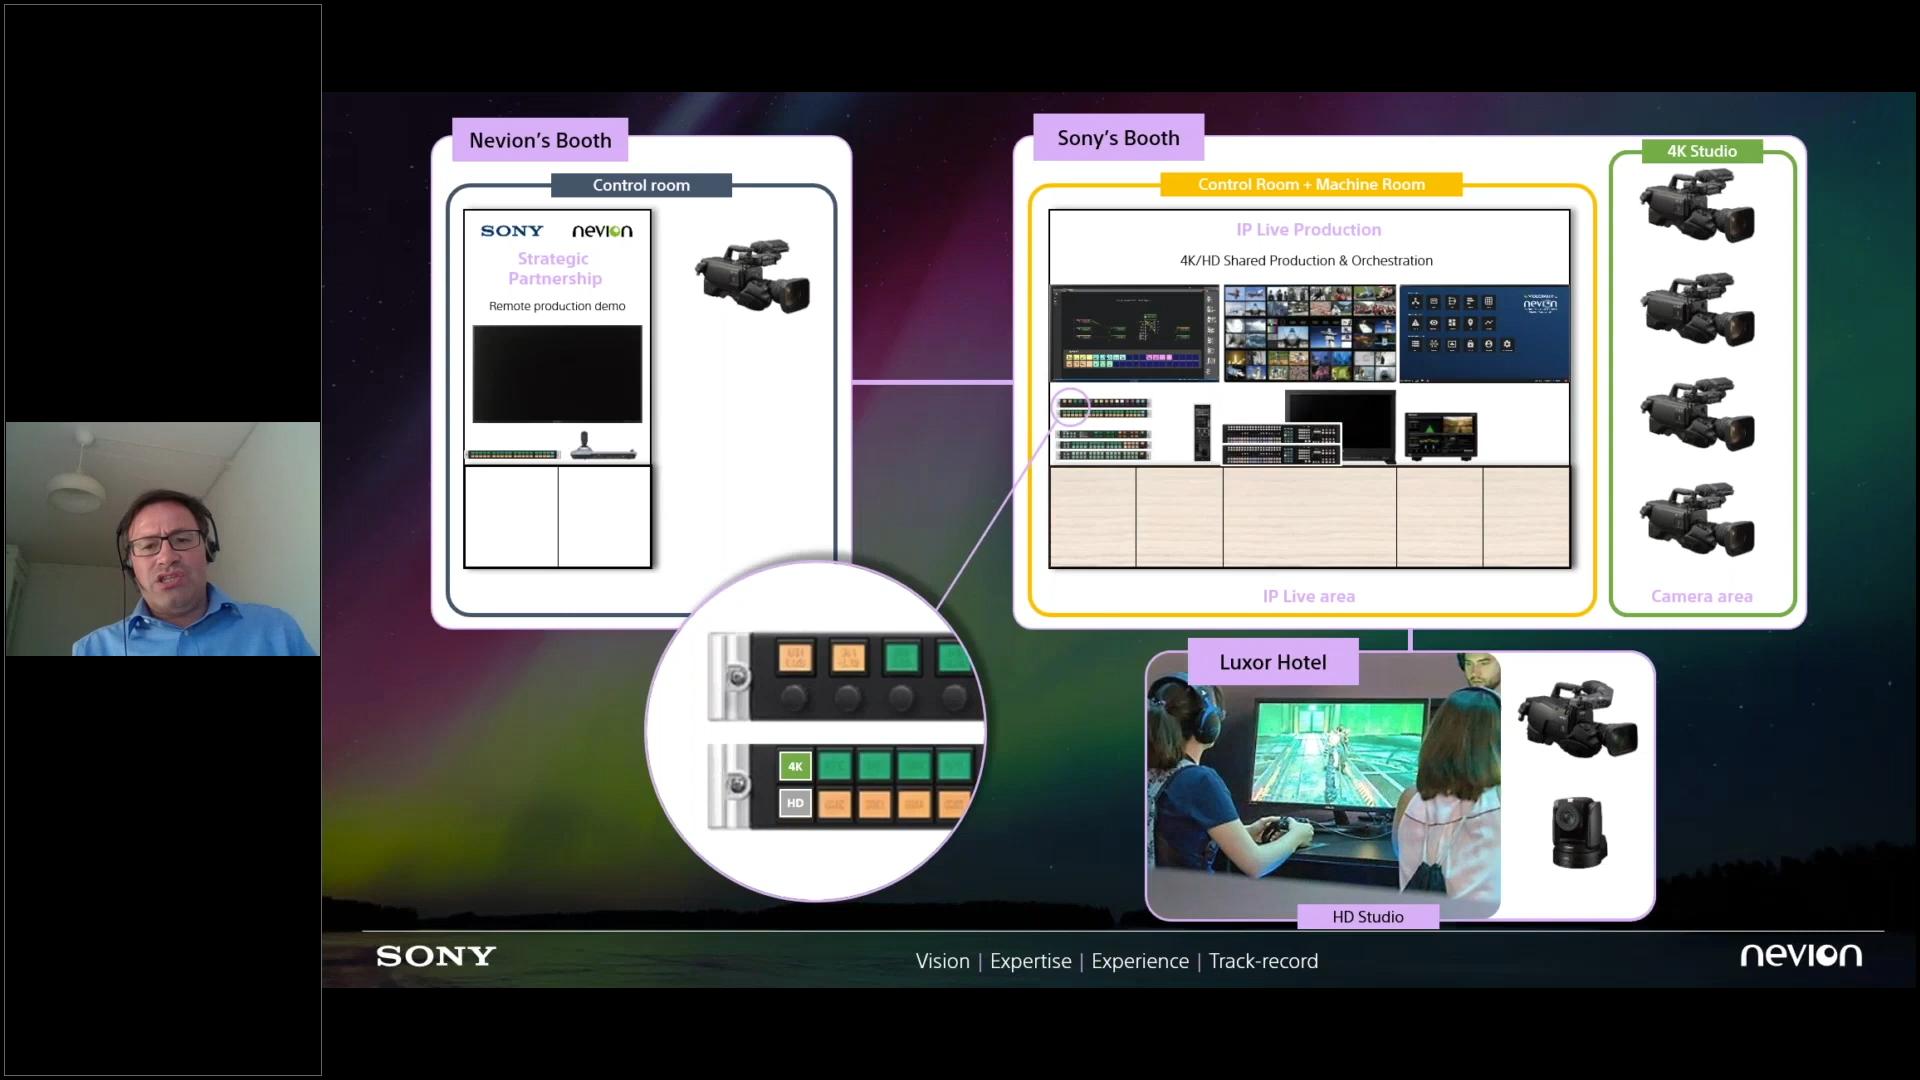 Nevion's Booth
Control room
SONY nevion
Strategic
Partnership
Remote production demo
Sony's Booth
Control Room + Machine Room
IP Live Production
4K/HD Shared Production & Orchestration
nevion
IP Live area
4K Studio
Camera area
4K
HD
Luxor Hotel
HD Studio
SONY
Vision | Expertise | Experience | Track-record
nevion